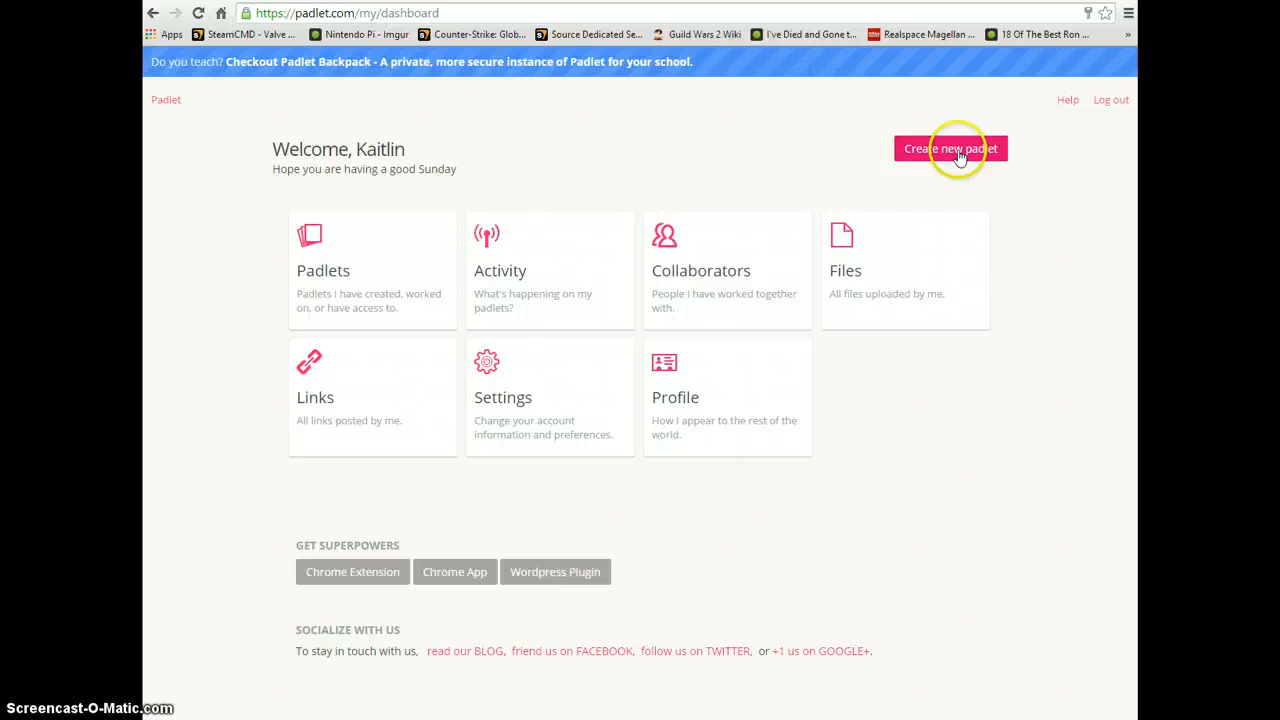 https://padlet.com/my/dashboard
Apps SteamCMD - Valve ... Nintendo Pi - Imgur Counter-Strike: Glob... Source Dedicated Se... Guild Wars 2 Wiki I've Died and Gone t... Realspace Magellan ... 18 Of The Best Ron ... »
Do you teach? Checkout Padlet Backpack - A private, more secure instance of Padlet for your school.
Padlet Help Log out
Welcome, Kaitlin Create new padlet
Hope you are having a good Sunday
Padlets Activity Collaborators Files
Padlets I have created, worked What's happening on my People I have worked together All files uploaded by me.
on, or have access to. padlets? with.
Links Settings Profile
All links posted by me. Change your account How I appear to the rest of the
information and preferences. world.
GET SUPERPOWERS
Chrome Extension Chrome App Wordpress Plugin
SOCIALIZE WITH US
To stay in touch with us, read our BLOG, friend us on FACEBOOK, follow us on TWITTER, or +1 us on GOOGLE+.
Screencast-O-Matic.com